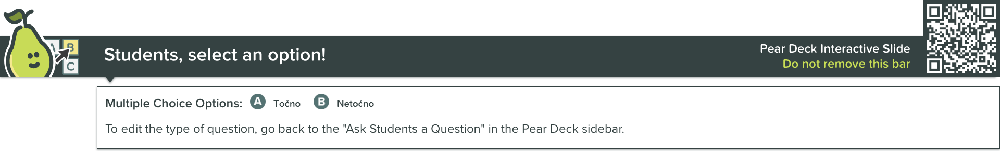 A B
C
Students, select an option!
Pear Deck Interactive Slide
Do not remove this bar
Multiple Choice Options: A Točno B Netočno
To edit the type of question, go back to the "Ask Students a Question" in the Pear Deck sidebar.